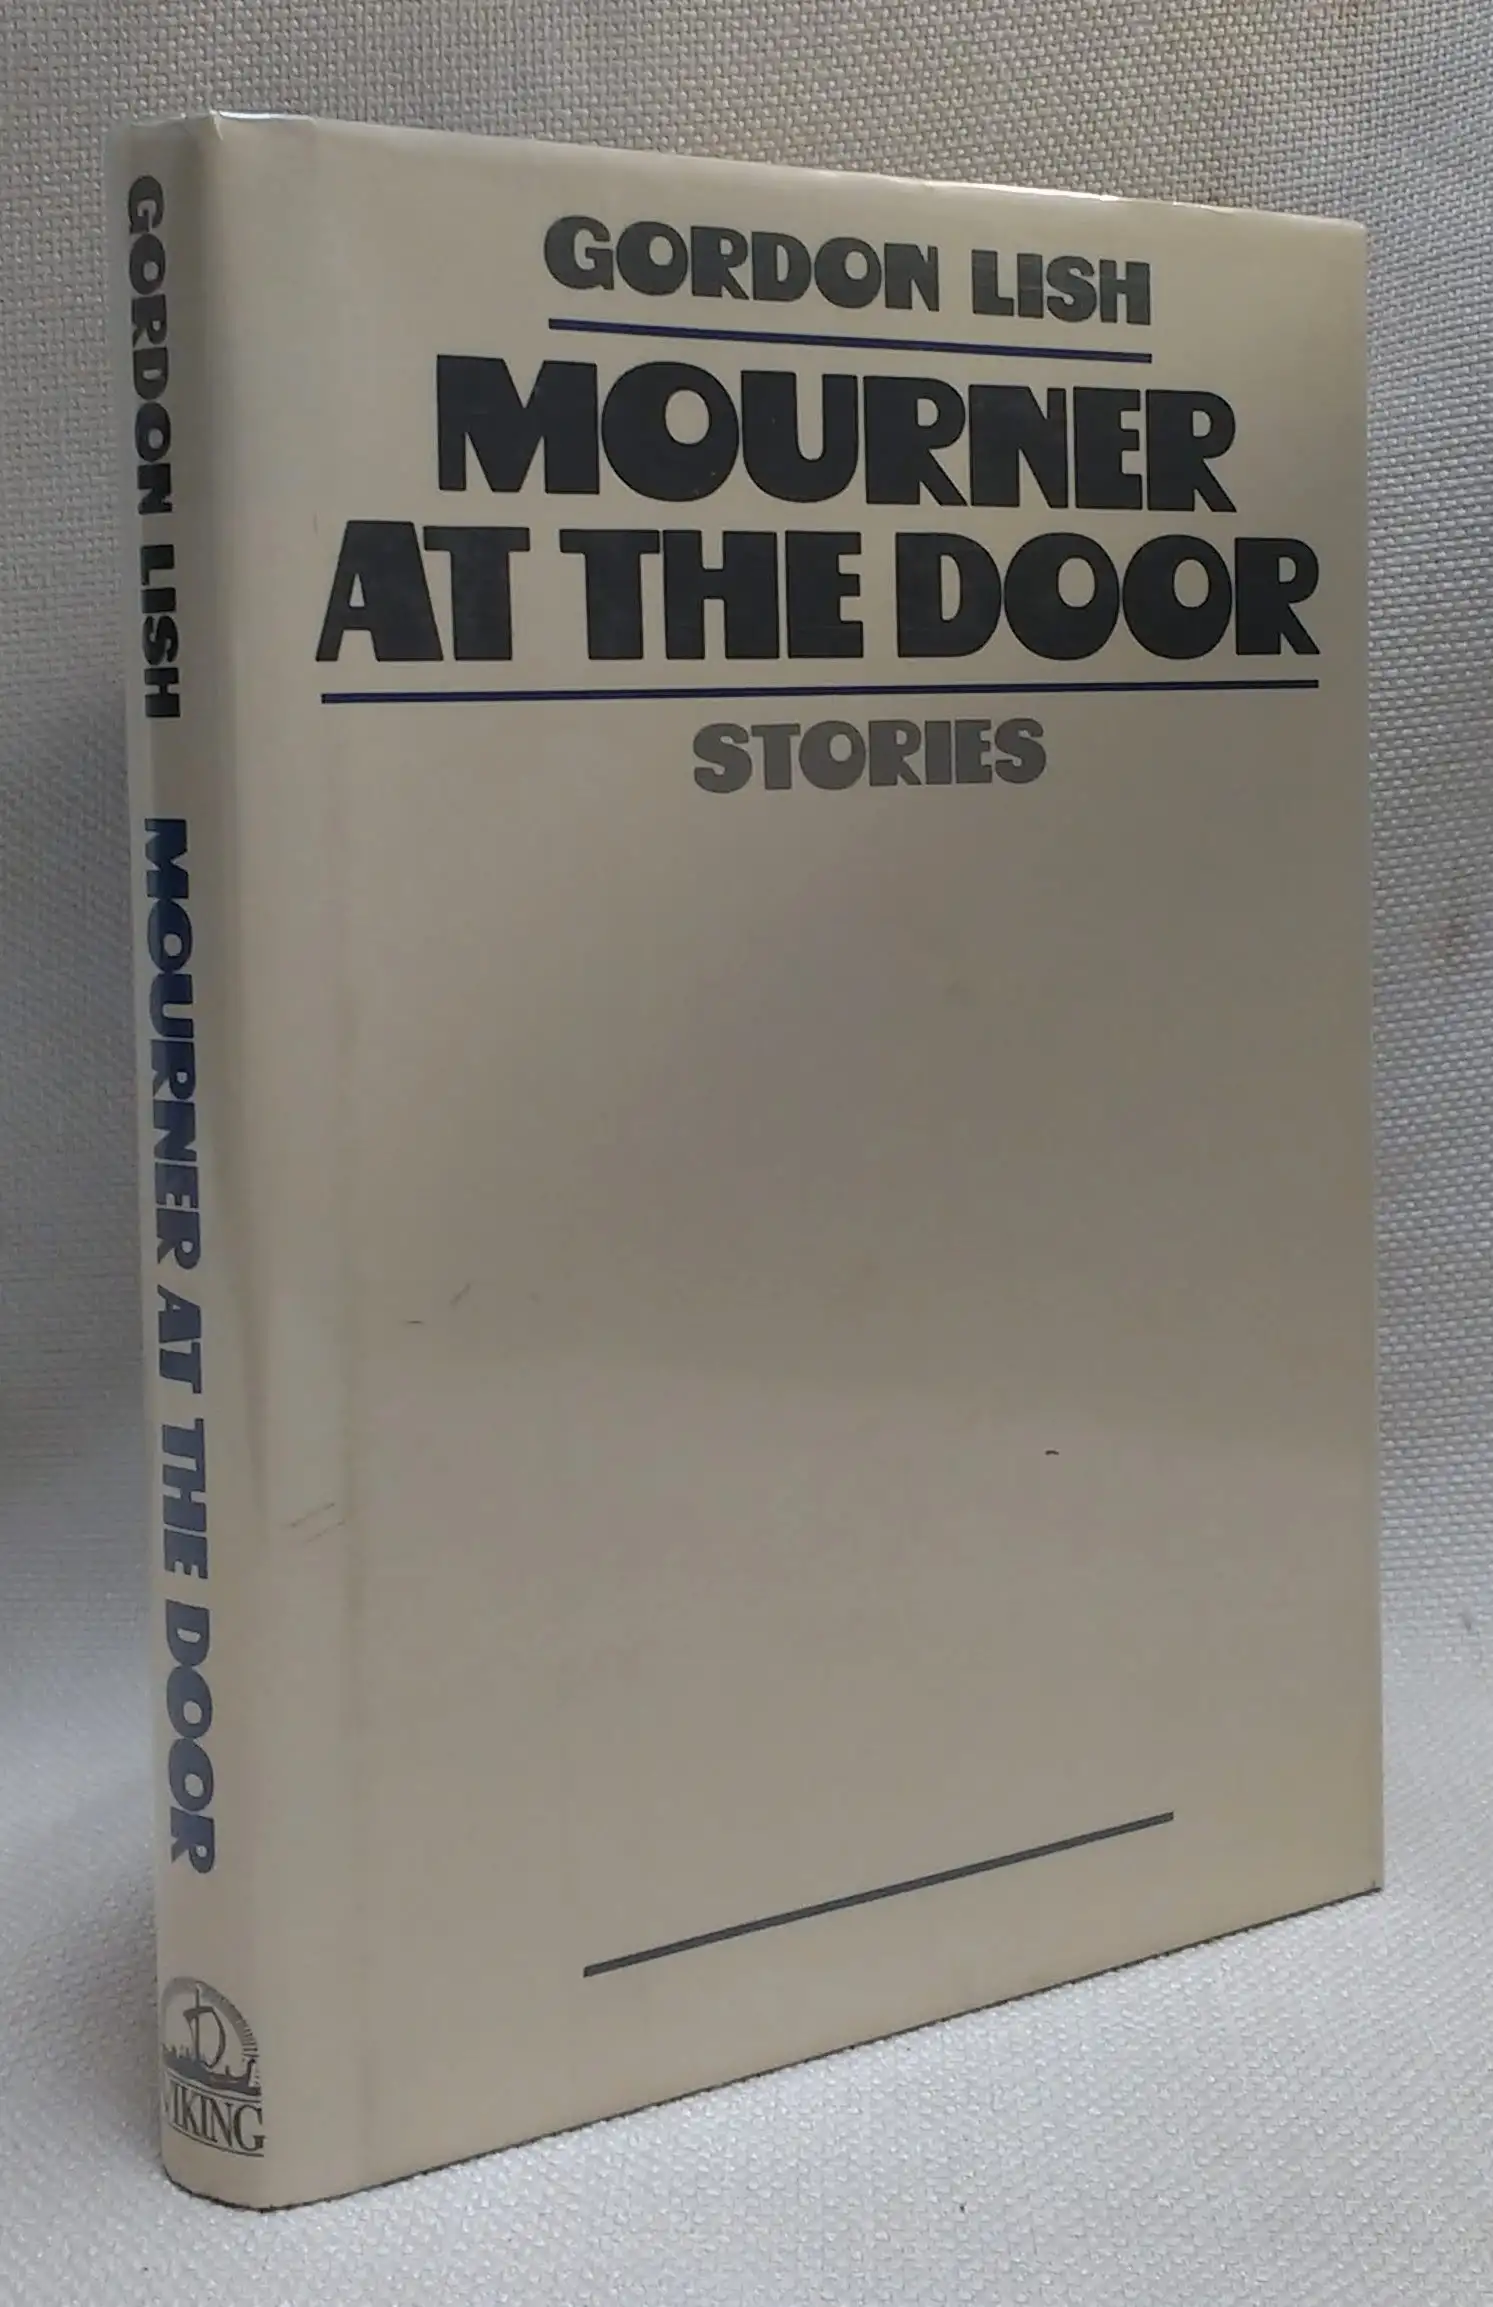 GORDON LISH
MOURNER
AT THE DOOR
STORIES
GORDON LISH MOURNER AT THE DOOR
VIKING